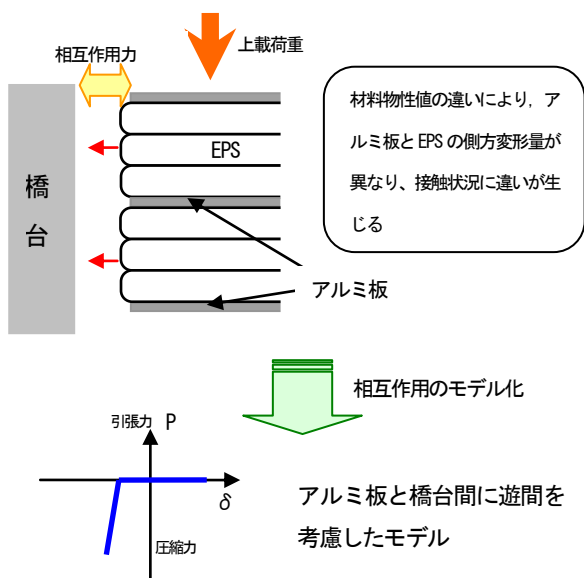 上載荷重
相互作用力
材料物性値の違いにより，ア
ルミ板とEPSの側方変形量が
異なり、接触状況に違いが生
じる
EPS
橋台
アルミ板
相互作用のモデル化
引張力 P
δ
圧縮力
アルミ板と橋台間に遊間を
考慮したモデル